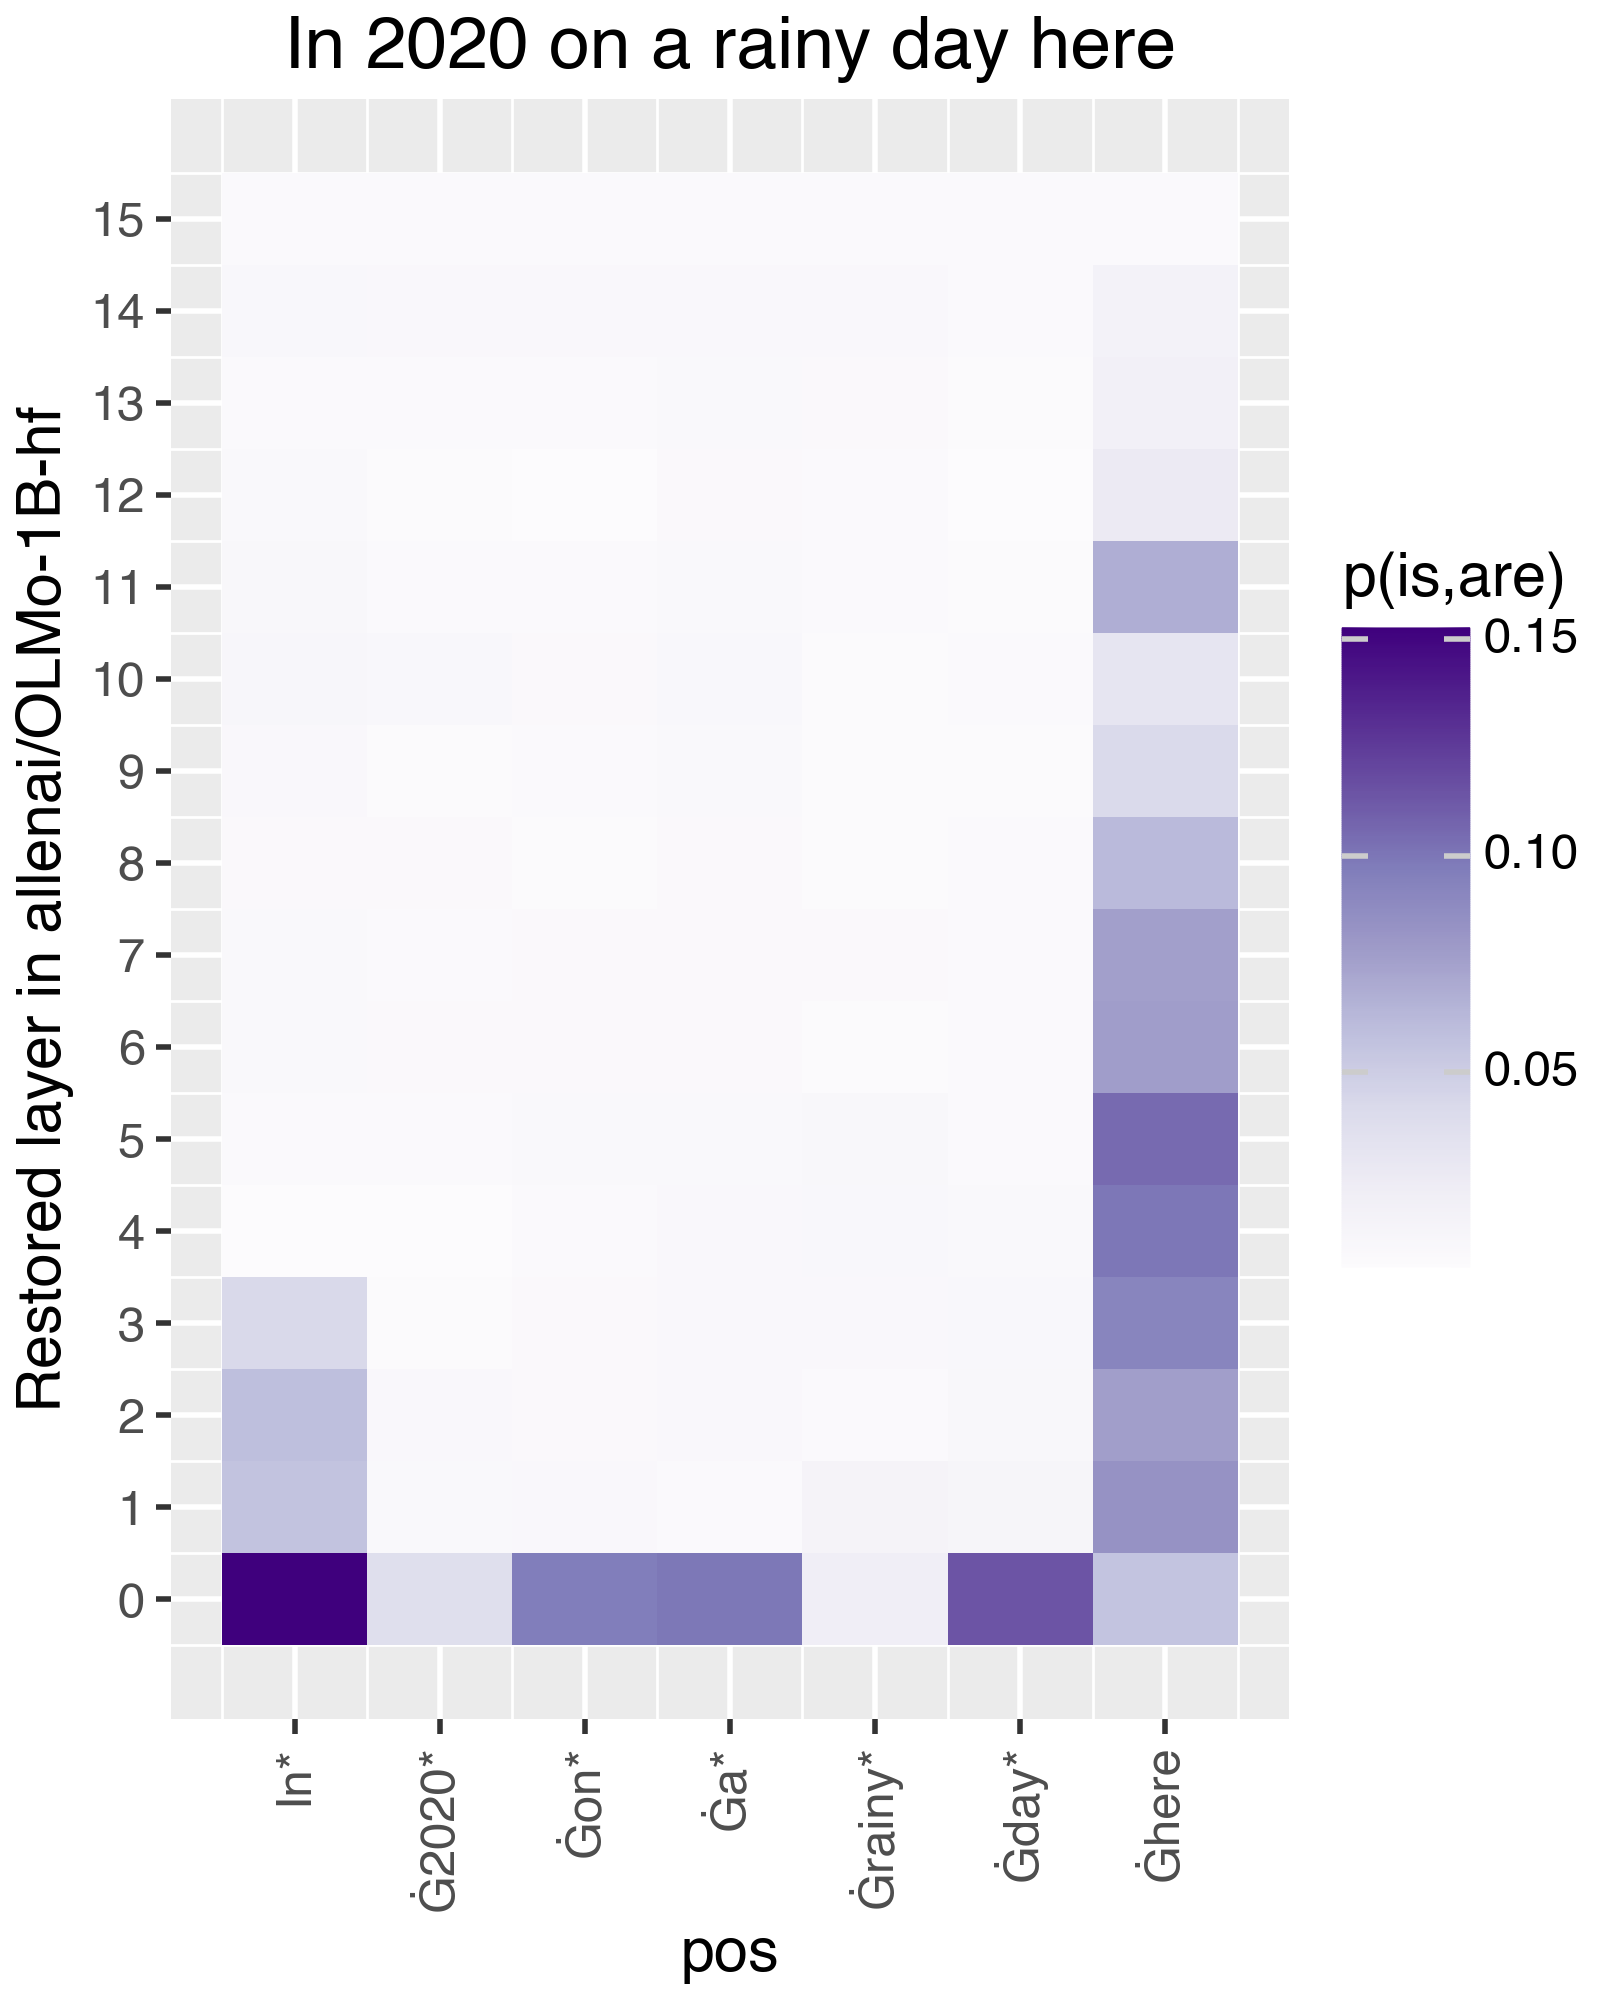 In 2020 on a rainy day here
Restored layer in allenai/OLMo-1B-hf
15
14
13
12
11
10
9
8
7
6
5
4
3
2
1
0
In*
Ġ2020*
Ġon*
Ġa*
Ġrainy*
Ġday*
Ġhere
pos
p(is,are)
0.15
0.10
0.05